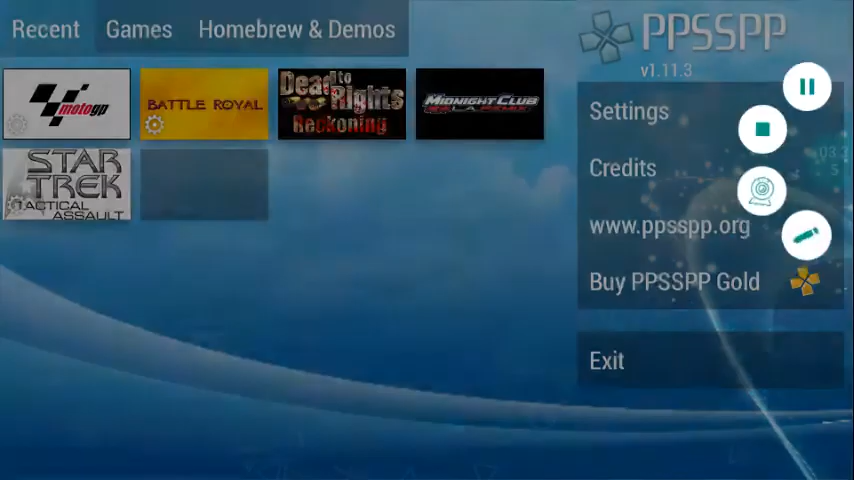 Recent Games Homebrew & Demos
PPSSPP
v1.11.3
motogp
BATTLE ROYAL
Dead to Rights
Reckoning
MIDNIGHT CLUB
L.A. REMIX
STAR
TREK
TACTICAL
ASSAULT
Settings
Credits
www.ppsspp.org
Buy PPSSPP Gold
Exit